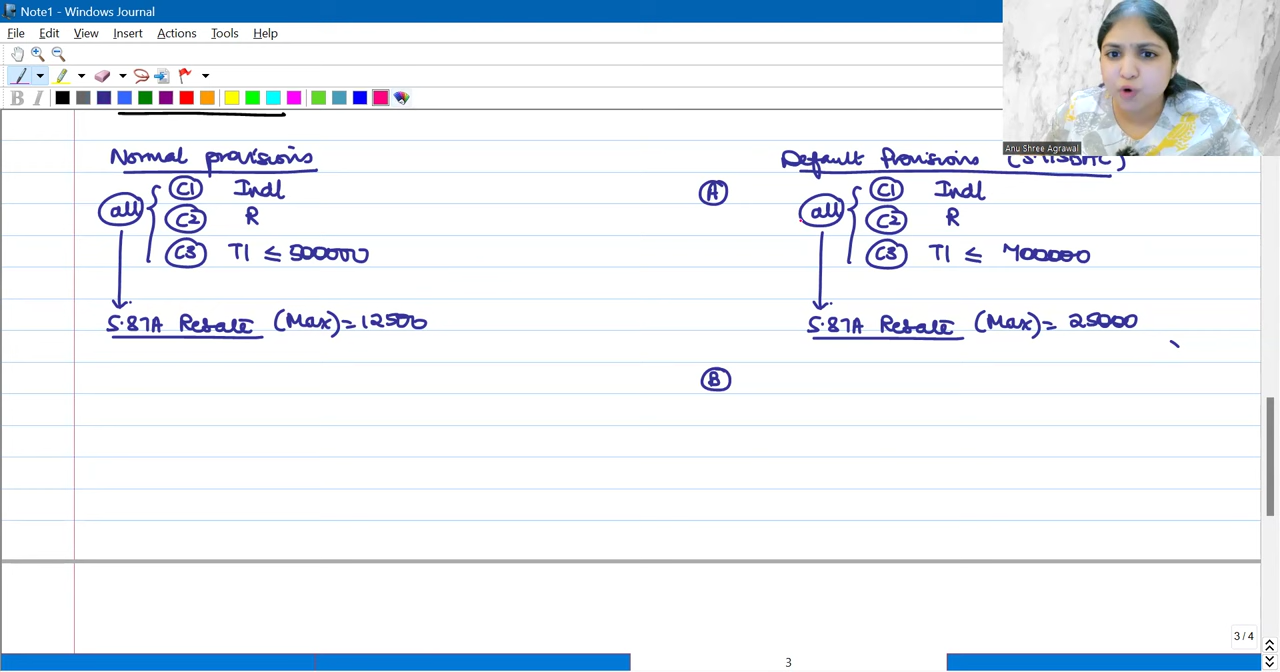 Note1 - Windows Journal
File Edit View Insert Actions Tools Help
B I
Anu Shree Agrawal
Normal provisions
all
C1 Indl
C2 R
C3 TI ≤ 500000
S.87A Rebate (Max) = 12500
Default Provisions (S.115BAC)
A
all
C1 Indl
C2 R
C3 TI ≤ 700000
S.87A Rebate (Max) = 25000
B
3 / 4
3